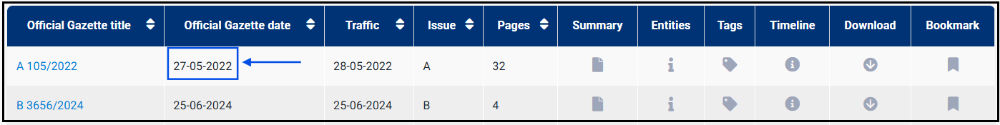 Official Gazette title Official Gazette date Traffic Issue Pages Summary Entities Tags Timeline Download Bookmark
A 105/2022 27-05-2022 28-05-2022 A 32
B 3656/2024 25-06-2024 25-06-2024 B 4